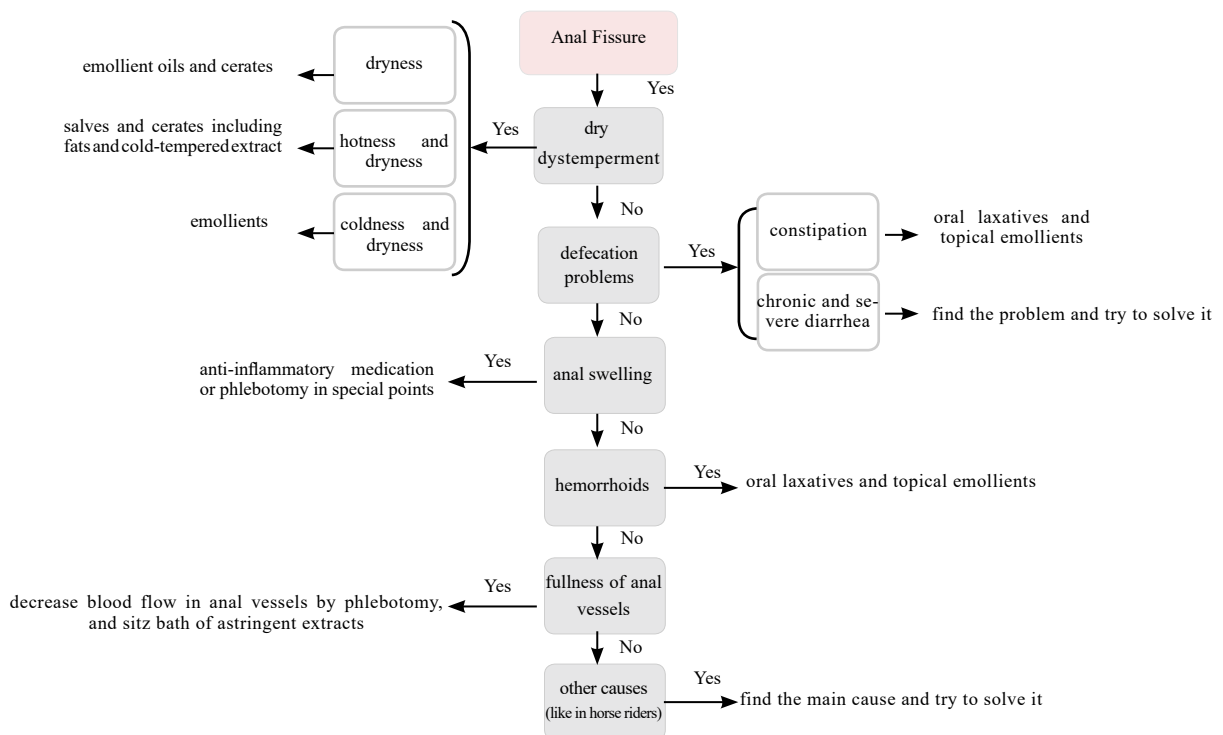 Anal Fissure
Yes
dry
dystemperment
Yes
dryness
emollient oils and cerates
hotness and
dryness
salves and cerates including
fats and cold-tempered extract
coldness and
dryness
emollients
No
defecation
problems
Yes
constipation
oral laxatives and
topical emollients
chronic and se-
vere diarrhea
find the problem and try to solve it
No
anal swelling
Yes
anti-inflammatory medication
or phlebotomy in special points
No
hemorrhoids
Yes
oral laxatives and topical emollients
No
fullness of anal
vessels
Yes
decrease blood flow in anal vessels by phlebotomy,
and sitz bath of astringent extracts
No
other causes
(like in horse riders)
Yes
find the main cause and try to solve it